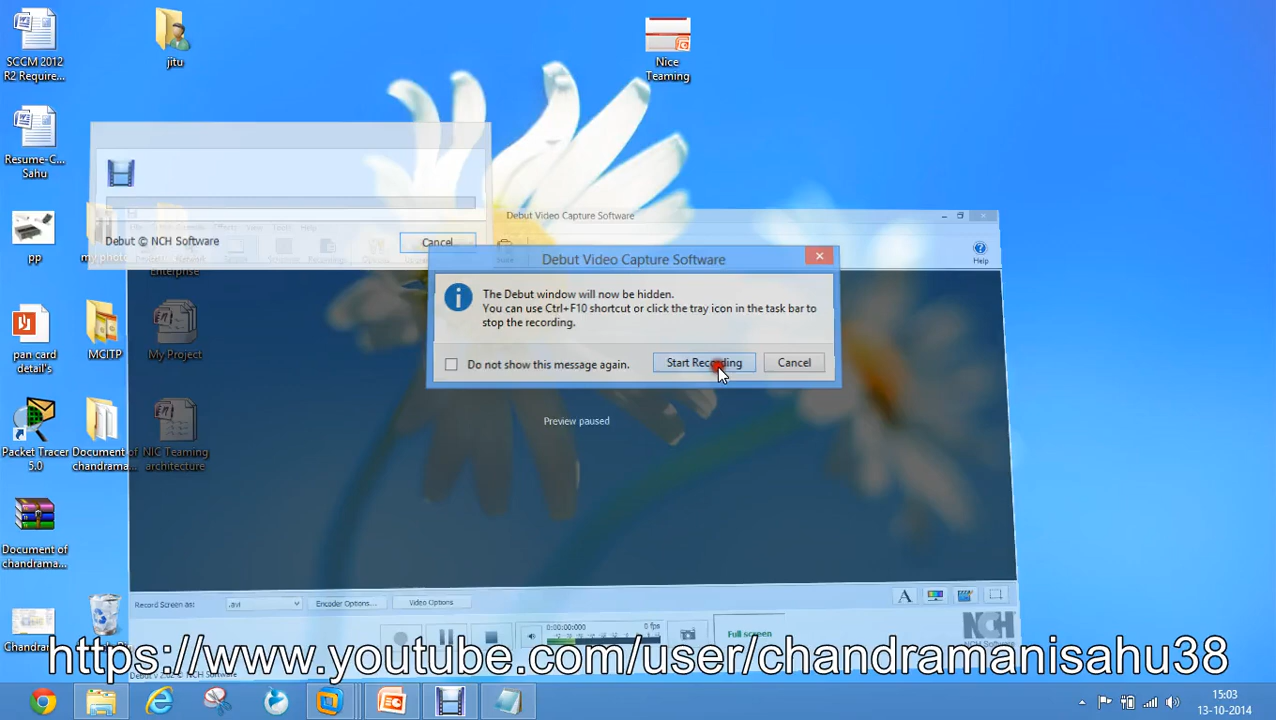 SCCM 2012
R2 Require...
jitu
Nice
Teaming
Resume-C...
Sahu
pp
my photo
Enterprise
Debut © NCH Software
Cancel
Debut Video Capture Software
Help
Debut Video Capture Software
The Debut window will now be hidden.
You can use Ctrl+F10 shortcut or click the tray icon in the task bar to
stop the recording.
Do not show this message again.
Start Recording
Cancel
Preview paused
pan card
detail's
MCITP
My Project
Packet Tracer
5.0
Document of
chandrama...
NIC Teaming
architecture
Document of
chandrama...
Record Screen as:
.avi
Encoder Options...
Video Options
0:00:00:000
0 fps
Full screen
NCH
NCH Software
https://www.youtube.com/user/chandramanisahu38
15:03
13-10-2014